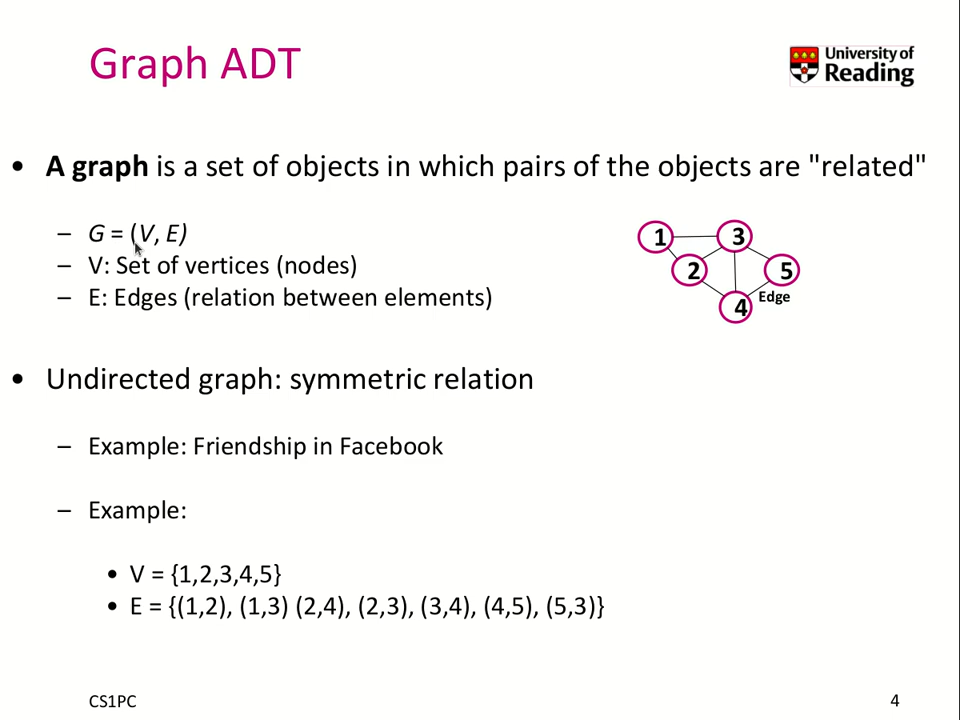 Graph ADT
University of
Reading
• A graph is a set of objects in which pairs of the objects are "related"
– G = (V, E)
– V: Set of vertices (nodes)
– E: Edges (relation between elements)
1
3
2
5
4
Edge
• Undirected graph: symmetric relation
– Example: Friendship in Facebook
– Example:
• V = {1,2,3,4,5}
• E = {(1,2), (1,3) (2,4), (2,3), (3,4), (4,5), (5,3)}
CS1PC
4